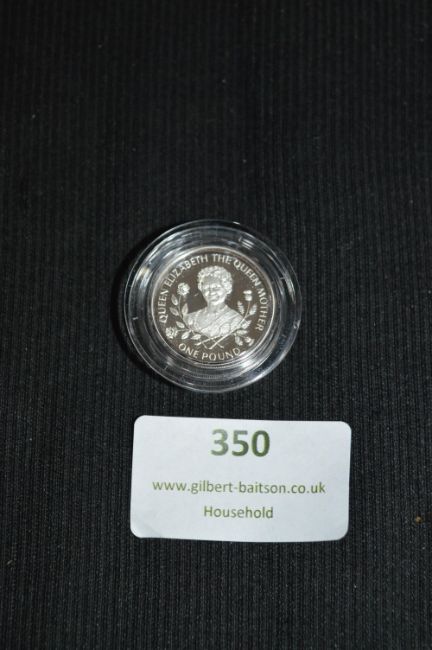 QUEEN ELIZABETH THE QUEEN MOTHER
ONE POUND
350
www.gilbert-baitson.co.uk
Household